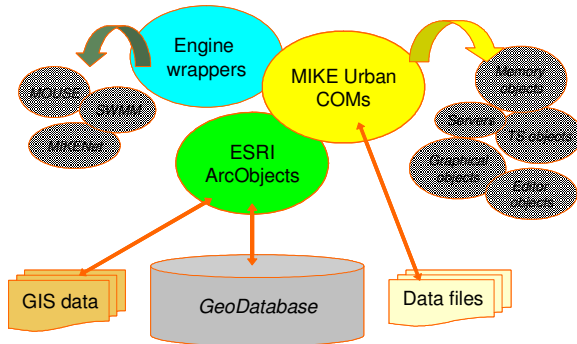 Engine
wrappers
MIKE Urban
COMs
ESRI
ArcObjects
MOUSE
SWMM
MIKENet
Memory
objects
Servers
TS objects
Graphical
objects
Editor
objects
GIS data
GeoDatabase
Data files